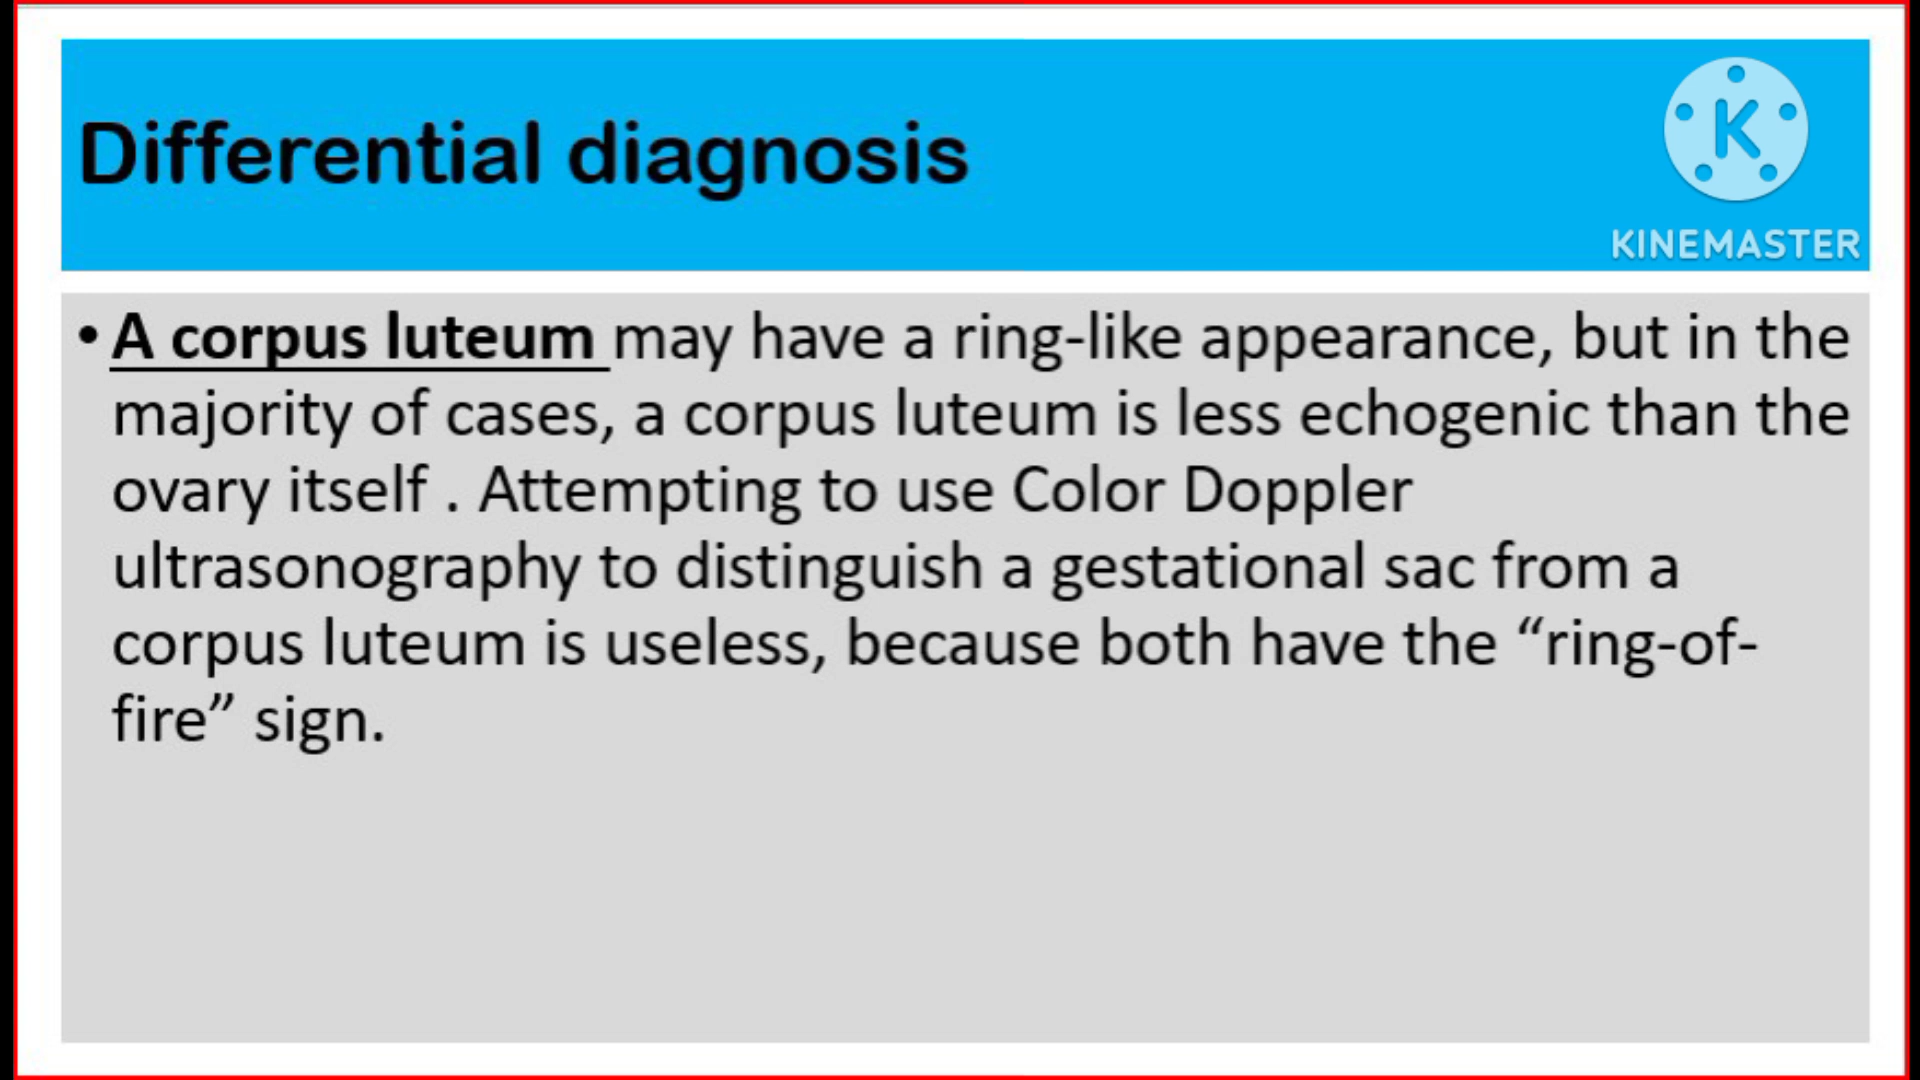 Differential diagnosis
K
KINEMASTER
• A corpus luteum may have a ring-like appearance, but in the
majority of cases, a corpus luteum is less echogenic than the
ovary itself . Attempting to use Color Doppler
ultrasonography to distinguish a gestational sac from a
corpus luteum is useless, because both have the “ring-of-
fire” sign.